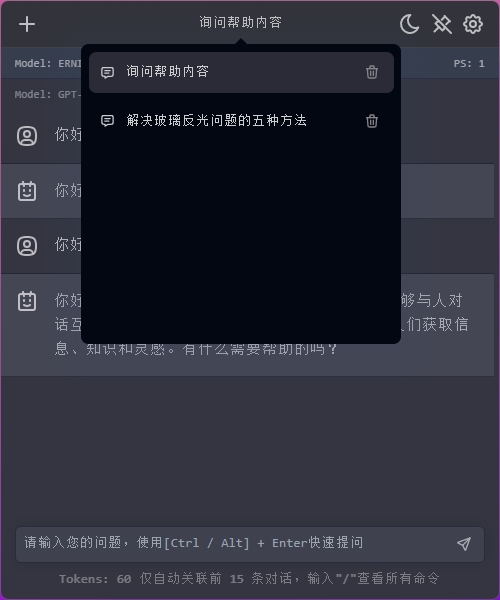 询问帮助内容
Model: ERNI
PS: 1
Model: GPT-
询问帮助内容
解决玻璃反光问题的五种方法
你好
你好
你好
你好
够与人对
话互
们获取信
息、知识和灵感。有什么需要帮助的吗？
请输入您的问题，使用[Ctrl / Alt] + Enter快速提问
Tokens: 60 仅自动关联前 15 条对话，输入"/"查看所有命令